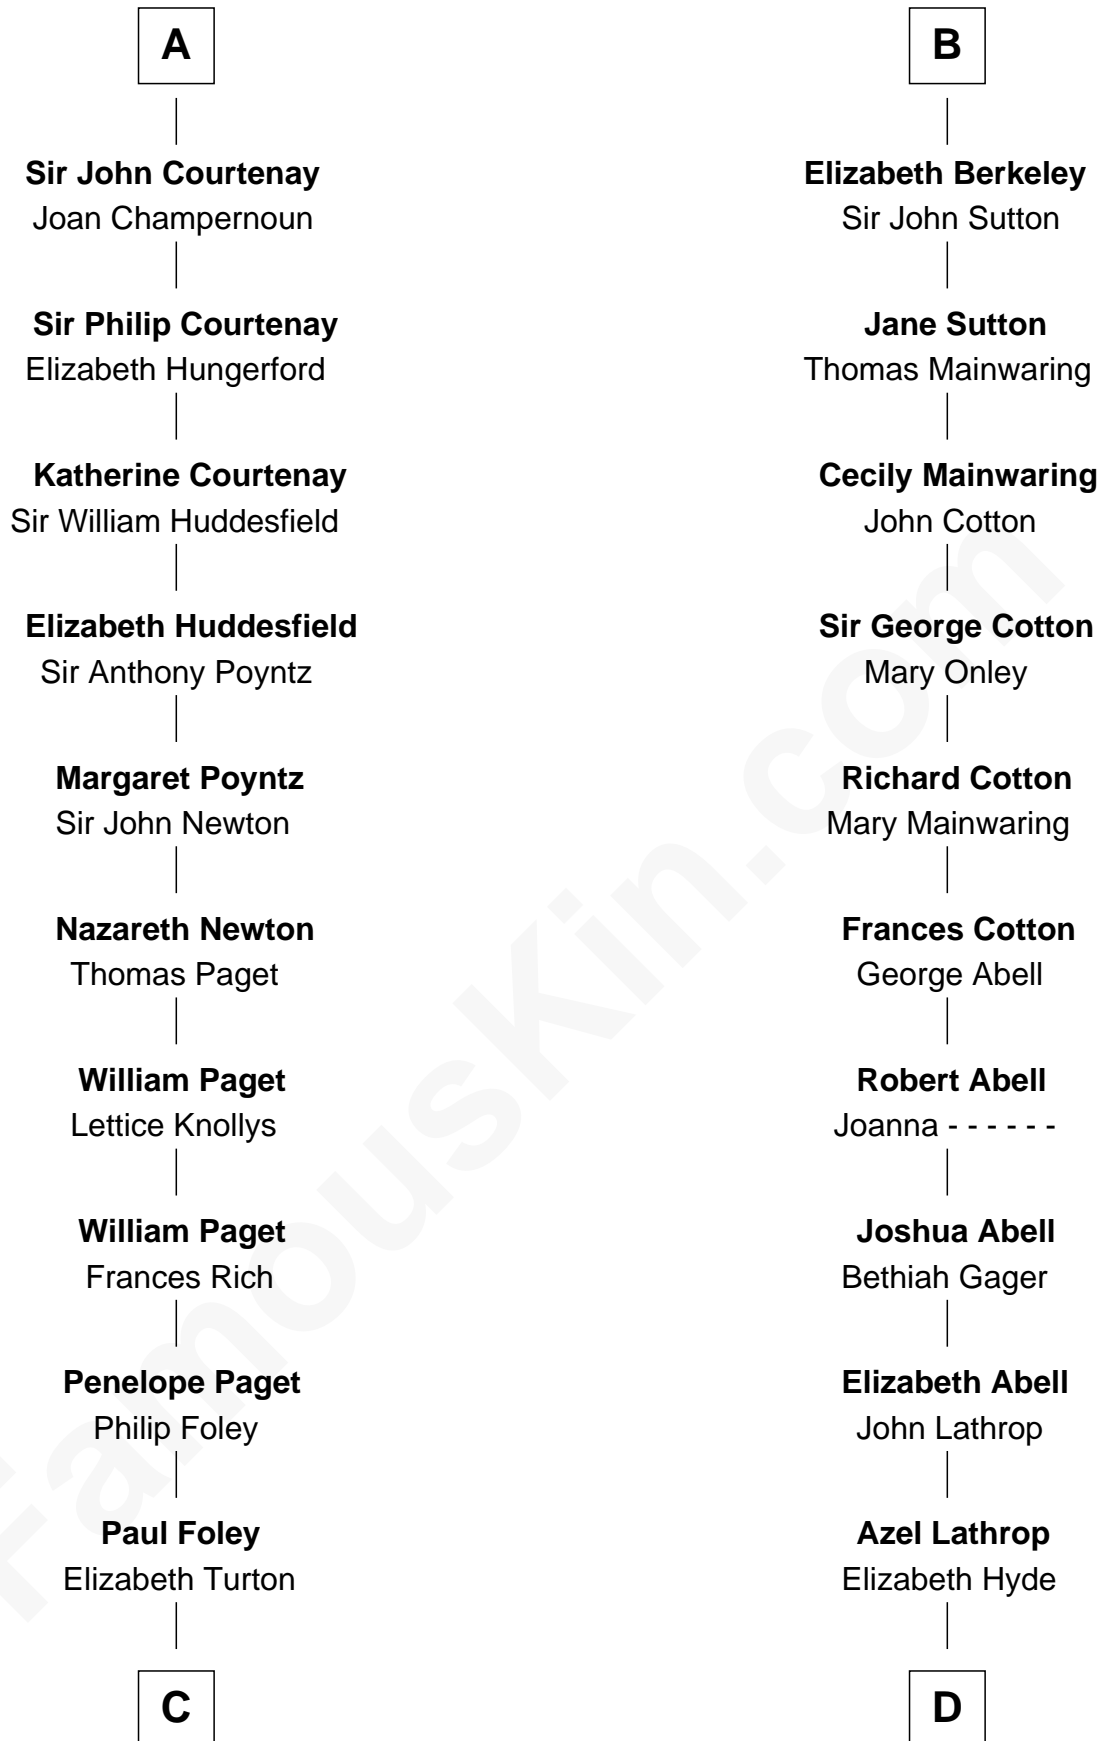 A
Sir John Courtenay
Joan Champernoun
Sir Philip Courtenay
Elizabeth Hungerford
Katherine Courtenay
Sir William Huddesfield
Elizabeth Huddesfield
Sir Anthony Poyntz
Margaret Poyntz
Sir John Newton
Nazareth Newton
Thomas Paget
William Paget
Lettice Knollys
William Paget
Frances Rich
Penelope Paget
Philip Foley
Paul Foley
Elizabeth Turton
C
B
Elizabeth Berkeley
Sir John Sutton
Jane Sutton
Thomas Mainwaring
Cecily Mainwaring
John Cotton
Sir George Cotton
Mary Onley
Richard Cotton
Mary Mainwaring
Frances Cotton
George Abell
Robert Abell
Joanna - - - - - -
Joshua Abell
Bethiah Gager
Elizabeth Abell
John Lathrop
Azel Lathrop
Elizabeth Hyde
D
FamousKin.com